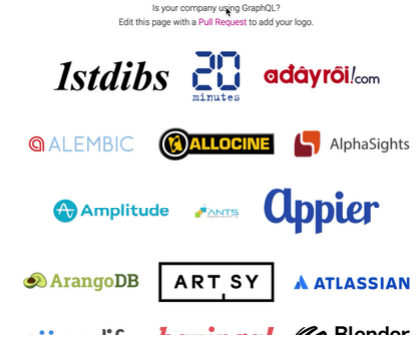 Is your company using GraphQL?
Edit this page with a Pull Request to add your logo.
1stdibs
20
minutes
adâyrôi!com
ALEMBIC
ALLOCINE
AlphaSights
Amplitude
ANTS
Appier
ArangoDB
ARTSY
ATLASSIAN